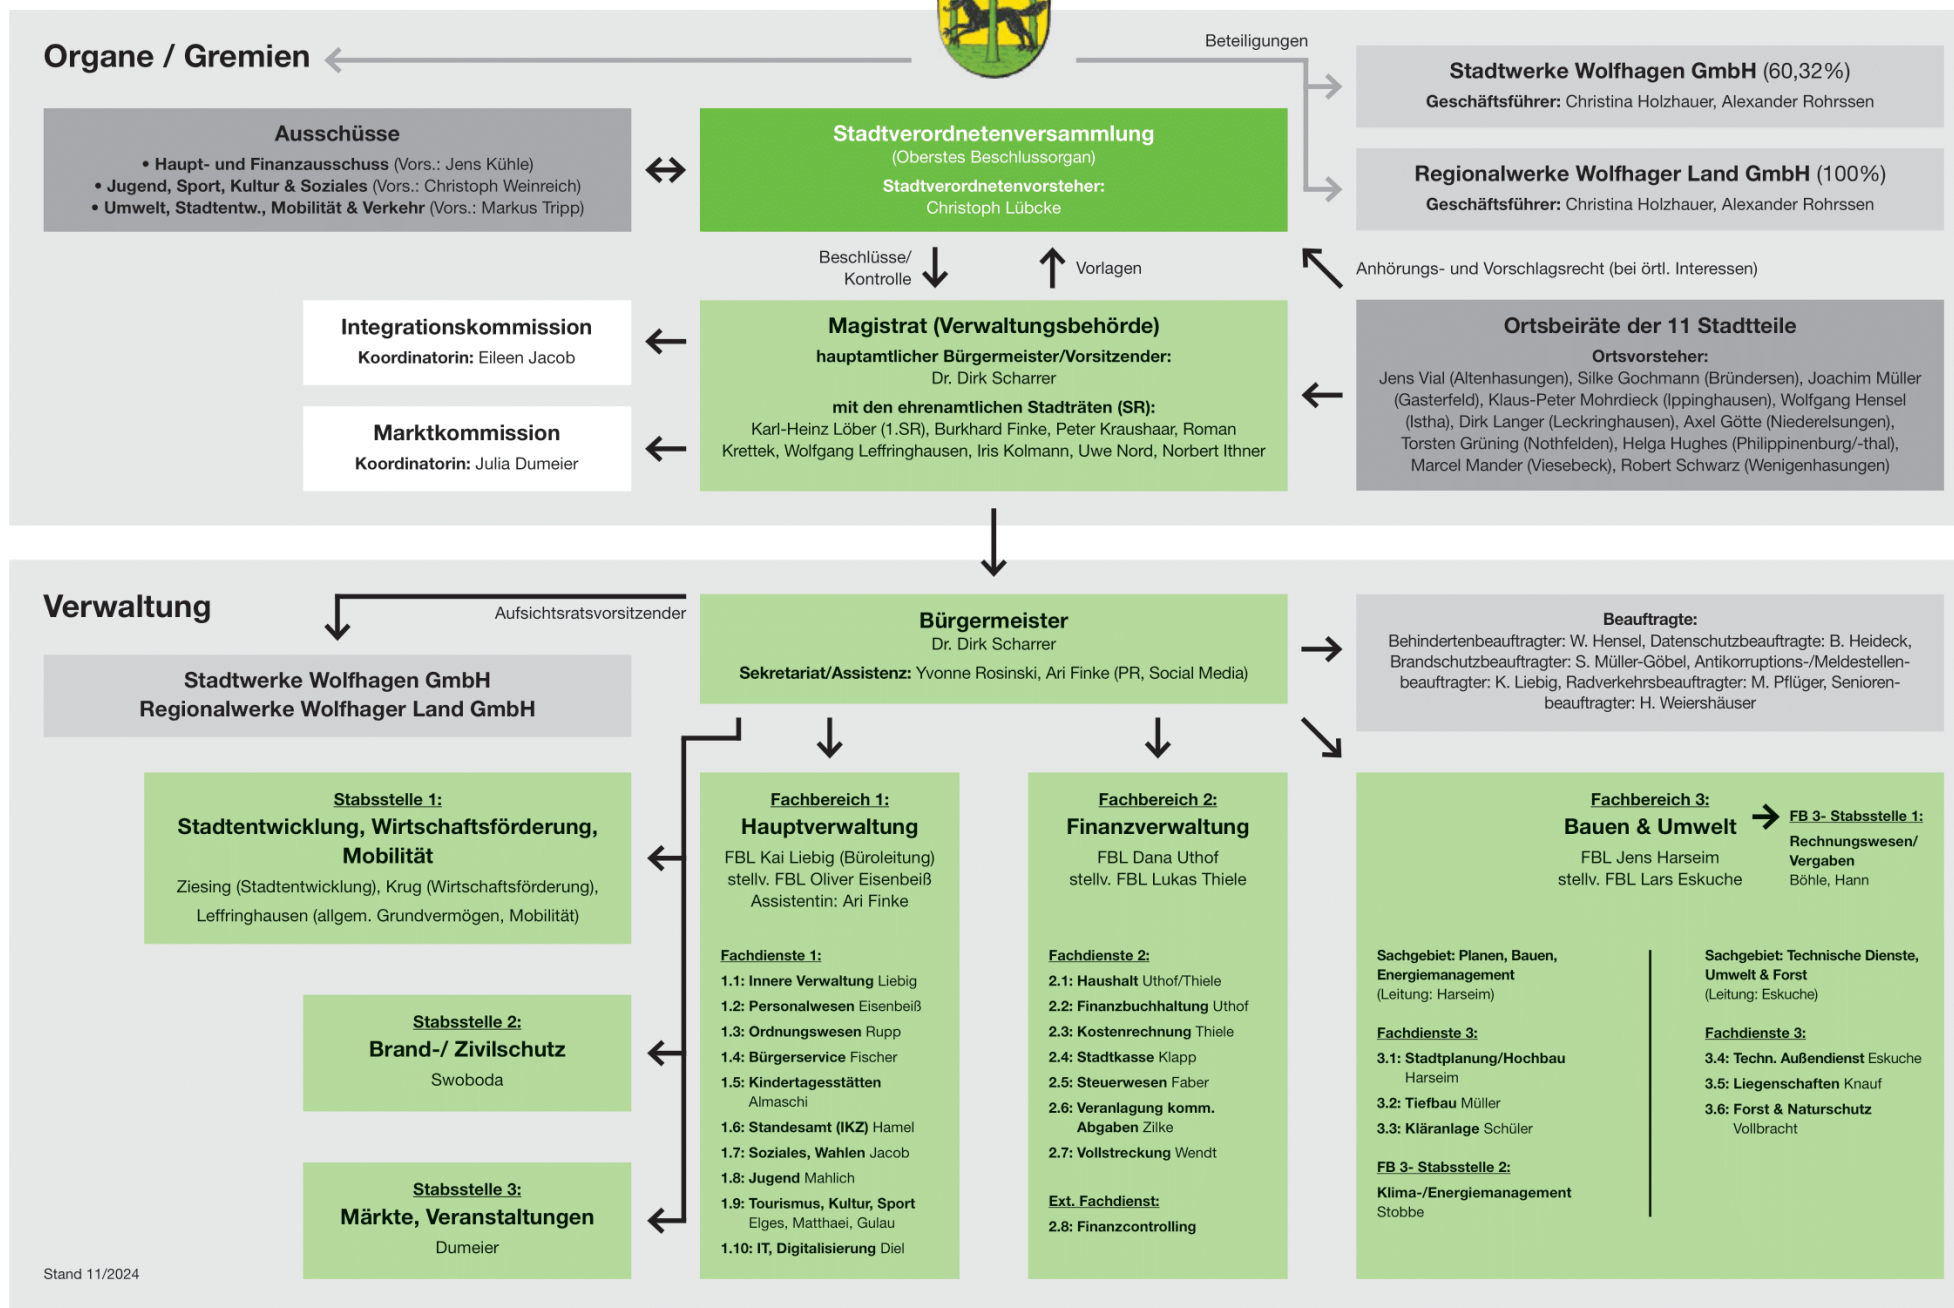 Organe / Gremien
Beteiligungen
Stadtwerke Wolfhagen GmbH (60,32%)
Geschäftsführer: Christina Holzhauer, Alexander Rohrssen
Regionalwerke Wolfhager Land GmbH (100%)
Geschäftsführer: Christina Holzhauer, Alexander Rohrssen
Ausschüsse
• Haupt- und Finanzausschuss (Vors.: Jens Kühle)
• Jugend, Sport, Kultur & Soziales (Vors.: Christoph Weinreich)
• Umwelt, Stadtentw., Mobilität & Verkehr (Vors.: Markus Tripp)
Stadtverordnetenversammlung
(Oberstes Beschlussorgan)
Stadtverordnetenvorsteher:
Christoph Lübcke
Beschlüsse/
Kontrolle
Vorlagen
Anhörungs- und Vorschlagsrecht (bei örtl. Interessen)
Integrationskommission
Koordinatorin: Eileen Jacob
Marktkommission
Koordinatorin: Julia Dumeier
Magistrat (Verwaltungsbehörde)
hauptamtlicher Bürgermeister/Vorsitzender:
Dr. Dirk Scharrer
mit den ehrenamtlichen Stadträten (SR):
Karl-Heinz Löber (1.SR), Burkhard Finke, Peter Kraushaar, Roman
Krettek, Wolfgang Leffringhausen, Iris Kolmann, Uwe Nord, Norbert Ithner
Ortsbeiräte der 11 Stadtteile
Ortsvorsteher:
Jens Vial (Altenhasungen), Silke Gochmann (Bründersen), Joachim Müller
(Gasterfeld), Klaus-Peter Mohrdieck (Ippinghausen), Wolfgang Hensel
(Istha), Dirk Langer (Leckringhausen), Axel Götte (Niederelsungen),
Torsten Grüning (Nothfelden), Helga Hughes (Philippinenburg/-thal),
Marcel Mander (Viesebeck), Robert Schwarz (Wenigenhasungen)
Verwaltung
Aufsichtsratsvorsitzender
Stadtwerke Wolfhagen GmbH
Regionalwerke Wolfhager Land GmbH
Bürgermeister
Dr. Dirk Scharrer
Sekretariat/Assistenz: Yvonne Rosinski, Ari Finke (PR, Social Media)
Beauftragte:
Behindertenbeauftragter: W. Hensel, Datenschutzbeauftragte: B. Heideck,
Brandschutzbeauftragter: S. Müller-Göbel, Antikorruptions-/Meldestellen-
beauftragter: K. Liebig, Radverkehrsbeauftragter: M. Pflüger, Senioren-
beauftragter: H. Weiershäuser
Stabsstelle 1:
Stadtentwicklung, Wirtschaftsförderung,
Mobilität
Ziesing (Stadtentwicklung), Krug (Wirtschaftsförderung),
Leffringhausen (allgem. Grundvermögen, Mobilität)
Stabsstelle 2:
Brand-/ Zivilschutz
Swoboda
Stabsstelle 3:
Märkte, Veranstaltungen
Dumeier
Fachbereich 1:
Hauptverwaltung
FBL Kai Liebig (Büroleitung)
stellv. FBL Oliver Eisenbeiß
Assistentin: Ari Finke
Fachdienste 1:
1.1: Innere Verwaltung Liebig
1.2: Personalwesen Eisenbeiß
1.3: Ordnungswesen Rupp
1.4: Bürgerservice Fischer
1.5: Kindertagesstätten
Almaschi
1.6: Standesamt (IKZ) Hamel
1.7: Soziales, Wahlen Jacob
1.8: Jugend Mahlich
1.9: Tourismus, Kultur, Sport
Elges, Matthaei, Gulau
1.10: IT, Digitalisierung Diel
Fachbereich 2:
Finanzverwaltung
FBL Dana Uthof
stellv. FBL Lukas Thiele
Fachdienste 2:
2.1: Haushalt Uthof/Thiele
2.2: Finanzbuchhaltung Uthof
2.3: Kostenrechnung Thiele
2.4: Stadtkasse Klapp
2.5: Steuerwesen Faber
2.6: Veranlagung komm.
Abgaben Zilke
2.7: Vollstreckung Wendt
Ext. Fachdienst:
2.8: Finanzcontrolling
Fachbereich 3:
Bauen & Umwelt
FBL Jens Harseim
stellv. FBL Lars Eskuche
FB 3- Stabsstelle 1:
Rechnungswesen/
Vergaben
Böhle, Hann
Sachgebiet: Planen, Bauen,
Energiemanagement
(Leitung: Harseim)
Fachdienste 3:
3.1: Stadtplanung/Hochbau
Harseim
3.2: Tiefbau Müller
3.3: Kläranlage Schüler
FB 3- Stabsstelle 2:
Klima-/Energiemanagement
Stobbe
Sachgebiet: Technische Dienste,
Umwelt & Forst
(Leitung: Eskuche)
Fachdienste 3:
3.4: Techn. Außendienst Eskuche
3.5: Liegenschaften Knauf
3.6: Forst & Naturschutz
Vollbracht
Stand 11/2024